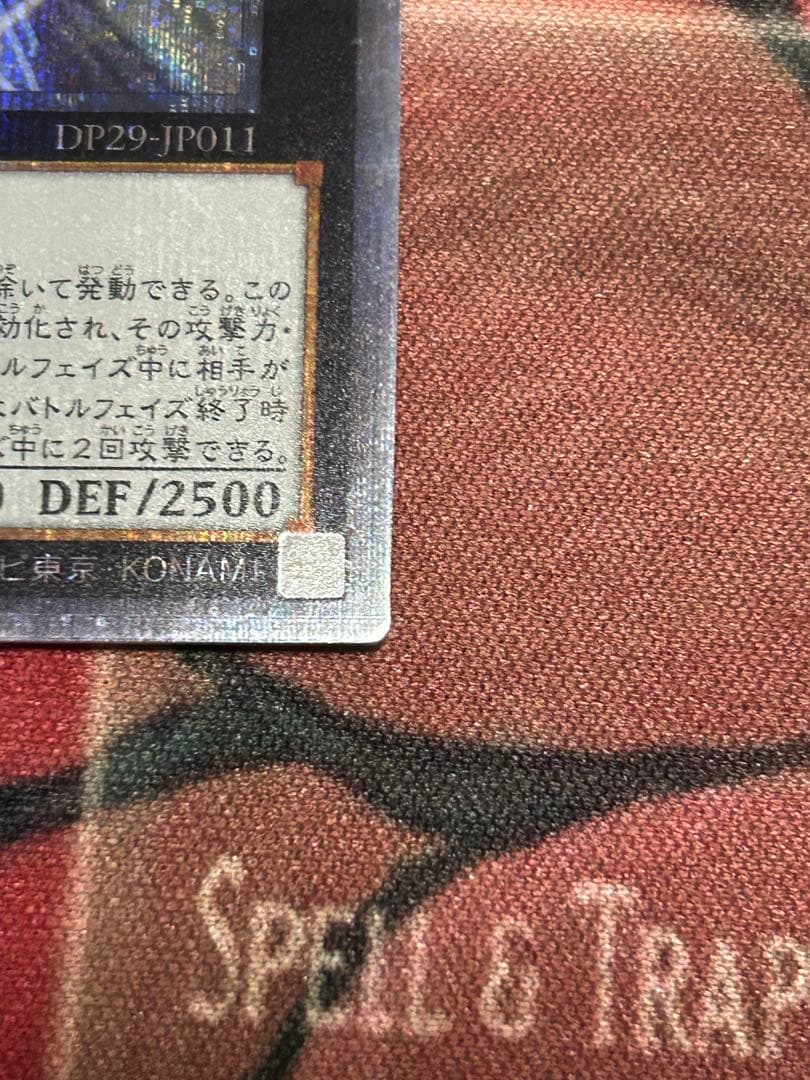 DP29-JP011
除いて発動できる。この
効化され、その攻撃力・
ルフェイズ中に相手が
バトルフェイズ終了時
ズ中に2回攻撃できる。
DEF/2500
ビ東京・KONAMI
SPELL & TRAP